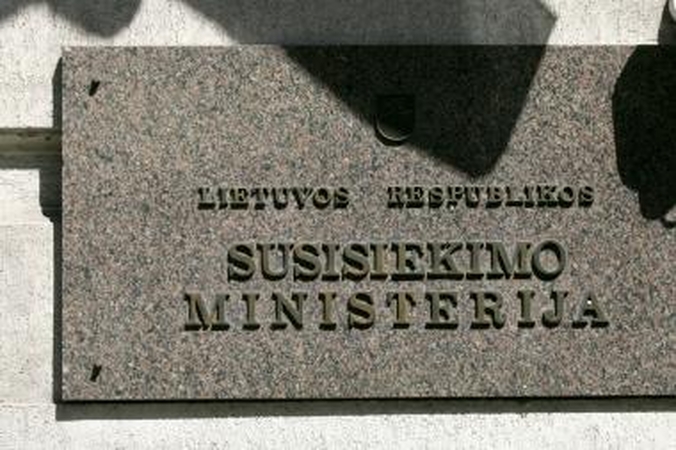 LIETUVOS RESPUBLIKOS
SUSISIEKIMO
MINISTERIJA